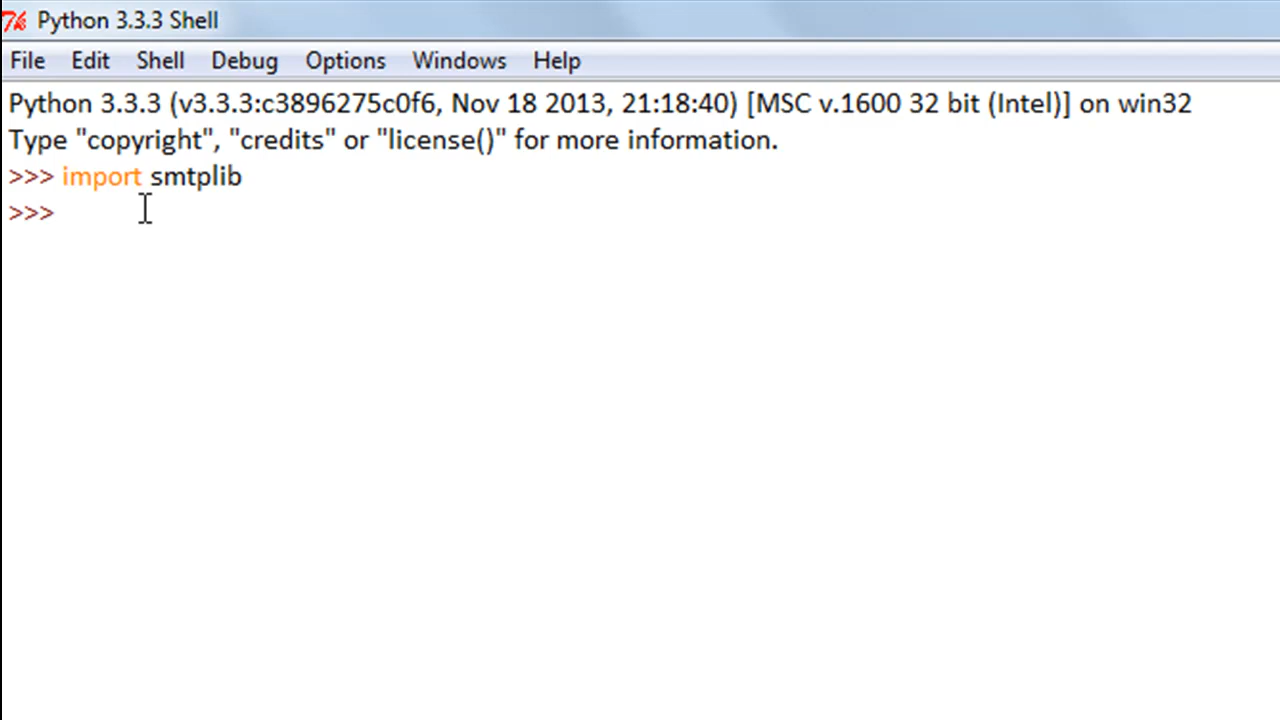 Python 3.3.3 Shell
File Edit Shell Debug Options Windows Help
Python 3.3.3 (v3.3.3:c3896275c0f6, Nov 18 2013, 21:18:40) [MSC v.1600 32 bit (Intel)] on win32
Type "copyright", "credits" or "license()" for more information.
>>> import smtplib
>>>